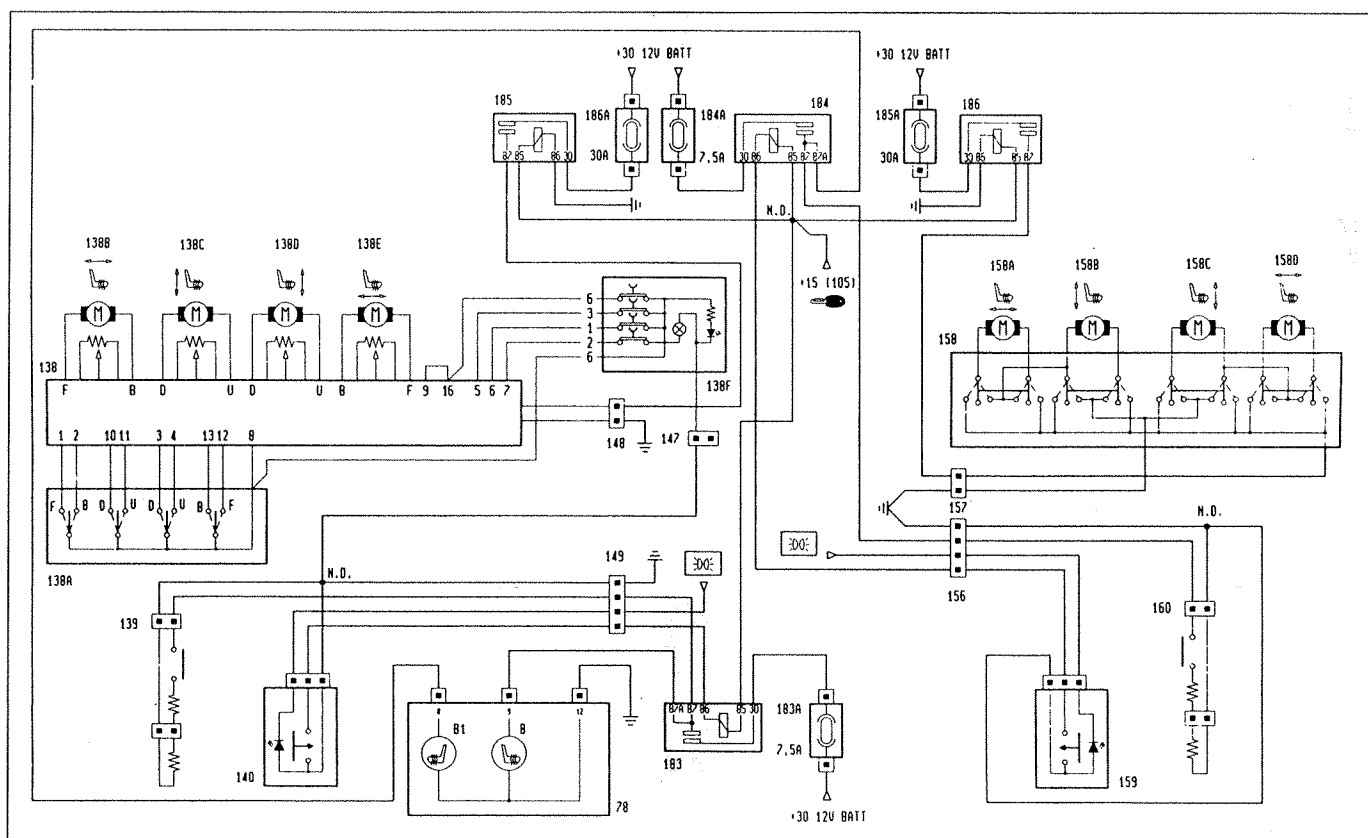 +30 12V BATT
+30 12V BATT
185
186A
184A
184
185A
186
87 85 86 30
30A
7,5A
30 86 85 87 87A
30A
30 86 85 87
N.D.
138B
138C
138D
138E
+15 (105)
158A
158B
158C
158D
M M M M
6
3
1
2
6
M M M M
158
138
F B D U D U B F 9 16 5 6 7
138F
1 2 10 11 3 4 13 12 8
148
147
F B D U D U B F
157
N.D.
138A
149
N.D.
156
139
160
87A 87 86 85 30
183A
8 9 12
B1
B
7,5A
140
183
159
78
+30 12V BATT